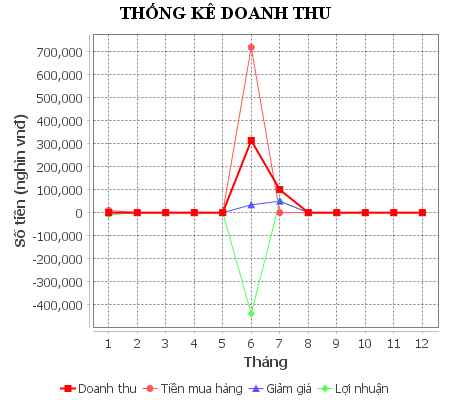 THỐNG KÊ DOANH THU
700,000
600,000
500,000
400,000
300,000
200,000
100,000
0
-100,000
-200,000
-300,000
-400,000
Số tiền (nghìn vnđ)
1 2 3 4 5 6 7 8 9 10 11 12
Tháng
Doanh thu Tiền mua hàng Giảm giá Lợi nhuận